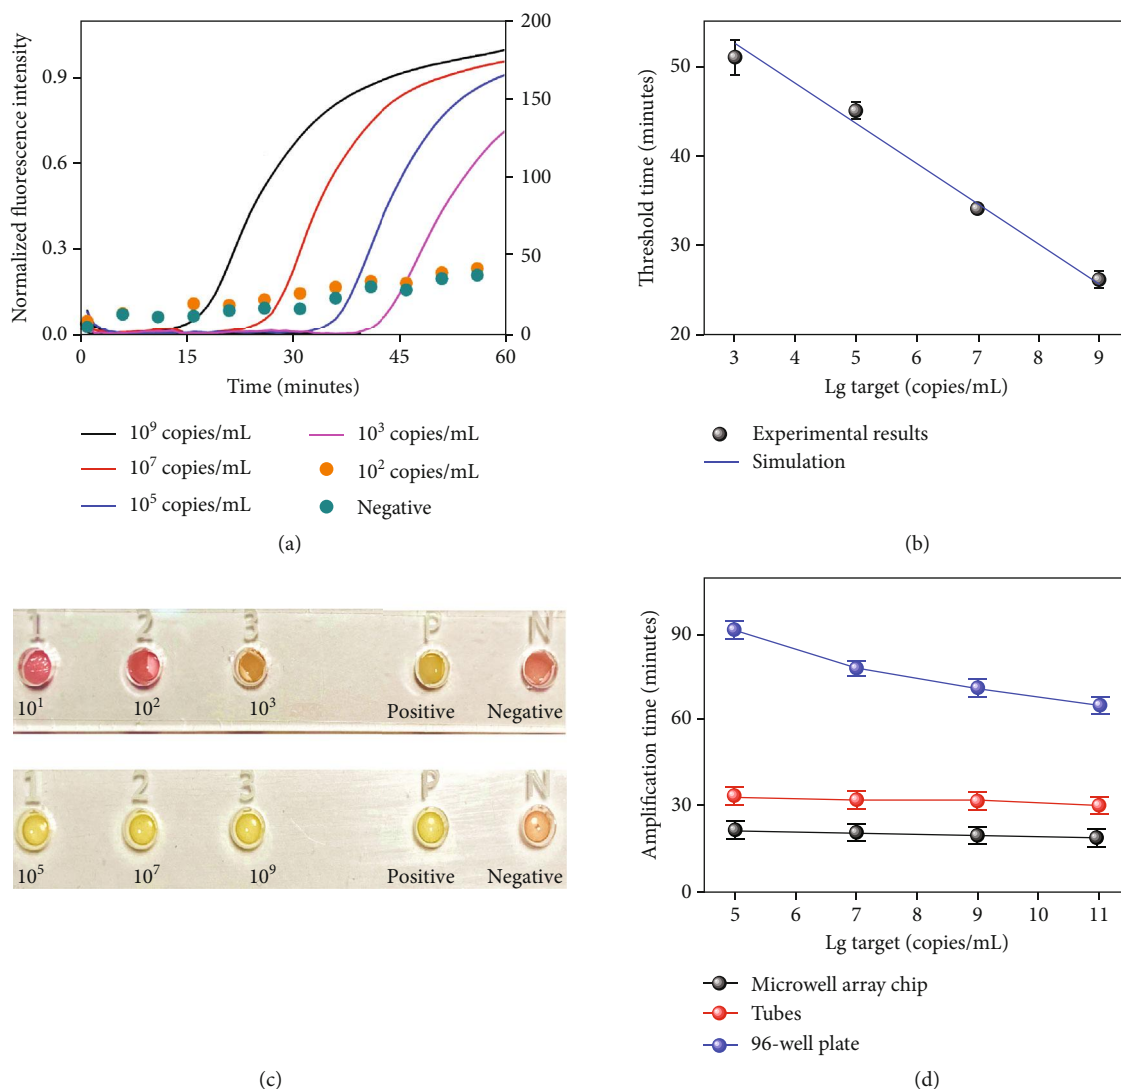 Normalized fluorescence intensity
0.9
0.6
0.3
0.0
200
150
100
50
0
0 15 30 45 60
Time (minutes)
10⁹ copies/mL
10⁷ copies/mL
10⁵ copies/mL
10³ copies/mL
10² copies/mL
Negative
(a)
Threshold time (minutes)
50
40
30
20
3 4 5 6 7 8 9
Lg target (copies/mL)
Experimental results
Simulation
(b)
1 2 3 P N
10¹ 10² 10³ Positive Negative
1 2 3 P N
10⁵ 10⁷ 10⁹ Positive Negative
(c)
Amplification time (minutes)
90
60
30
0
5 6 7 8 9 10 11
Lg target (copies/mL)
Microwell array chip
Tubes
96-well plate
(d)